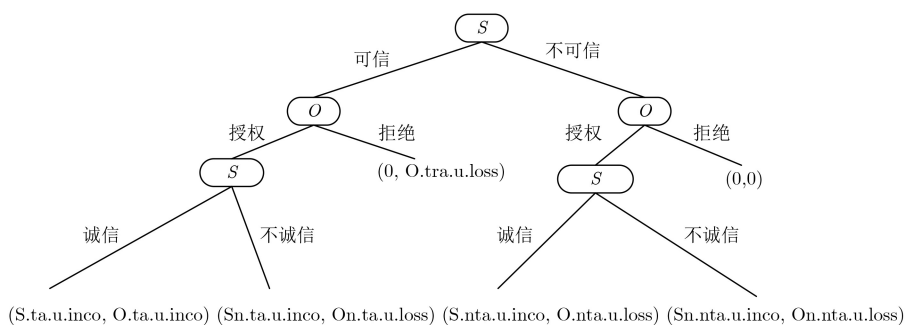 S
可信
不可信
O
O
授权
拒绝
授权
拒绝
S
(0, O.tra.u.loss)
S
(0,0)
诚信
不诚信
诚信
不诚信
(S.ta.u.inco, O.ta.u.inco) (Sn.ta.u.inco, On.ta.u.loss) (S.nta.u.inco, O.nta.u.loss) (Sn.nta.u.inco, On.nta.u.loss)